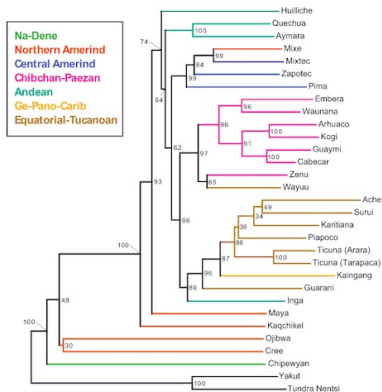 Na-Dene
Northern Amerind
Central Amerind
Chibchan-Paezan
Andean
Ge-Pano-Carib
Equatorial-Tucanoan
Huilliche
74
Quechua
100
Aymara
84
Mixe
99
Mixtec
84
Zapotec
99
Pima
62
Embera
96
Waunana
96
Arhuaco
100
Kogi
91
Guaymi
100
Cabecar
97
Zenu
65
Wayuu
93
86
Ache
49
Surui
34
Karitiana
36
Piapoco
86
Ticuna (Arara)
100
Ticuna (Tarapaca)
87
Kaingang
96
Guarani
89
Inga
100
Maya
Kaqchikel
48
Ojibwa
30
Cree
100
Chipewyan
Yakut
100
Tundra Nentsi